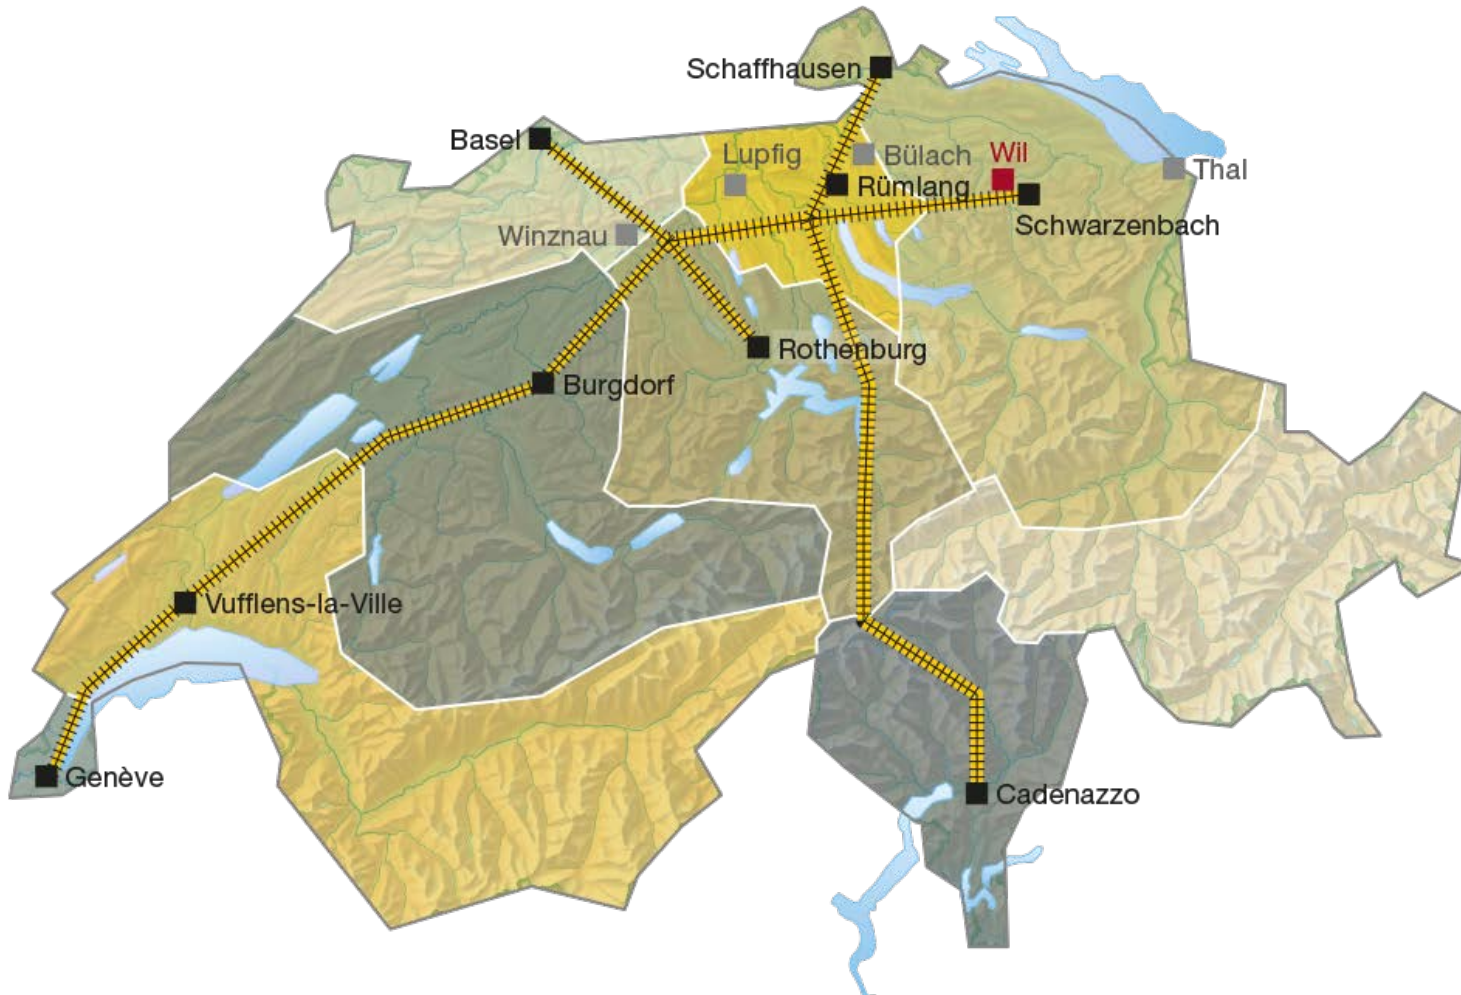 Schaffhausen
Basel
Lupfig
Bülach
Wil
Thal
Rümlang
Schwarzenbach
Winznau
Rothenburg
Burgdorf
Vufflens-la-Ville
Genève
Cadenazzo